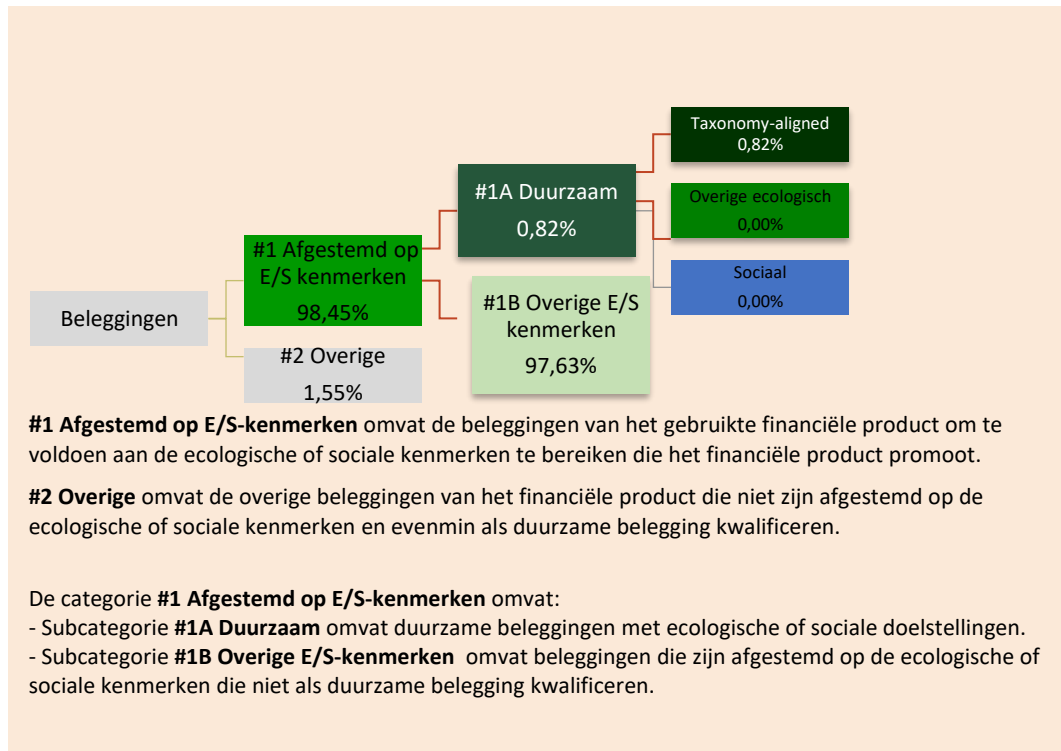 Taxonomy-aligned
0,82%
#1A Duurzaam
0,82%
Overige ecologisch
0,00%
#1 Afgestemd op
E/S kenmerken
98,45%
Sociaal
0,00%
Beleggingen
#1B Overige E/S
kenmerken
97,63%
#2 Overige
1,55%
#1 Afgestemd op E/S-kenmerken omvat de beleggingen van het gebruikte financiële product om te
voldoen aan de ecologische of sociale kenmerken te bereiken die het financiële product promoot.
#2 Overige omvat de overige beleggingen van het financiële product die niet zijn afgestemd op de
ecologische of sociale kenmerken en evenmin als duurzame belegging kwalificeren.
De categorie #1 Afgestemd op E/S-kenmerken omvat:
- Subcategorie #1A Duurzaam omvat duurzame beleggingen met ecologische of sociale doelstellingen.
- Subcategorie #1B Overige E/S-kenmerken omvat beleggingen die zijn afgestemd op de ecologische of
sociale kenmerken die niet als duurzame belegging kwalificeren.